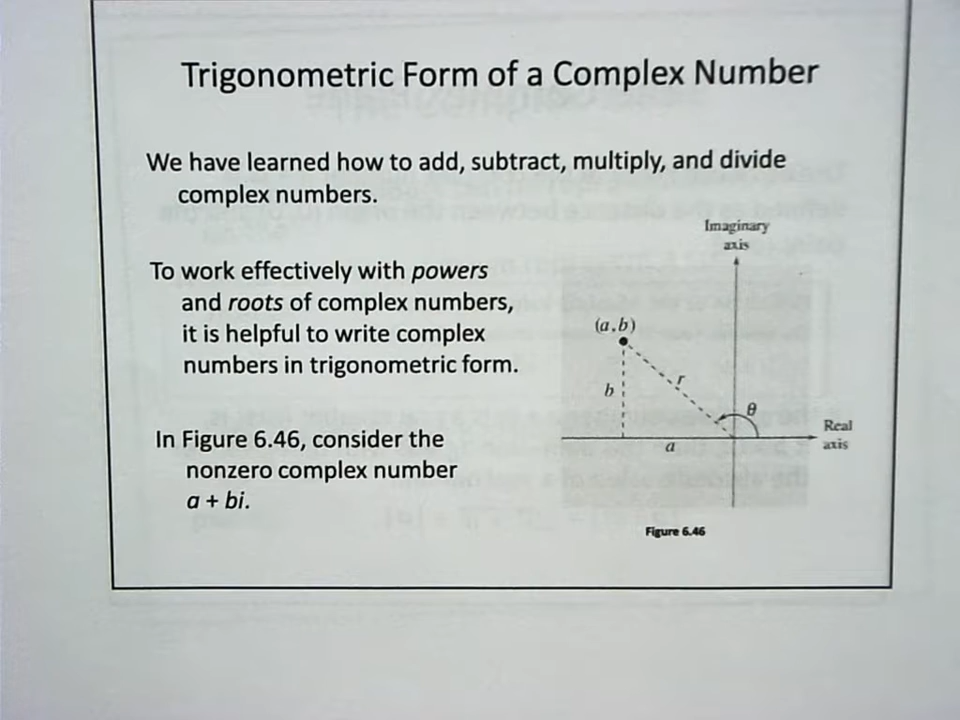 Trigonometric Form of a Complex Number
We have learned how to add, subtract, multiply, and divide
complex numbers.
To work effectively with powers
and roots of complex numbers,
it is helpful to write complex
numbers in trigonometric form.
In Figure 6.46, consider the
nonzero complex number
a + bi.
Imaginary
axis
(a,b)
b
r
θ
a
Real
axis
Figure 6.46